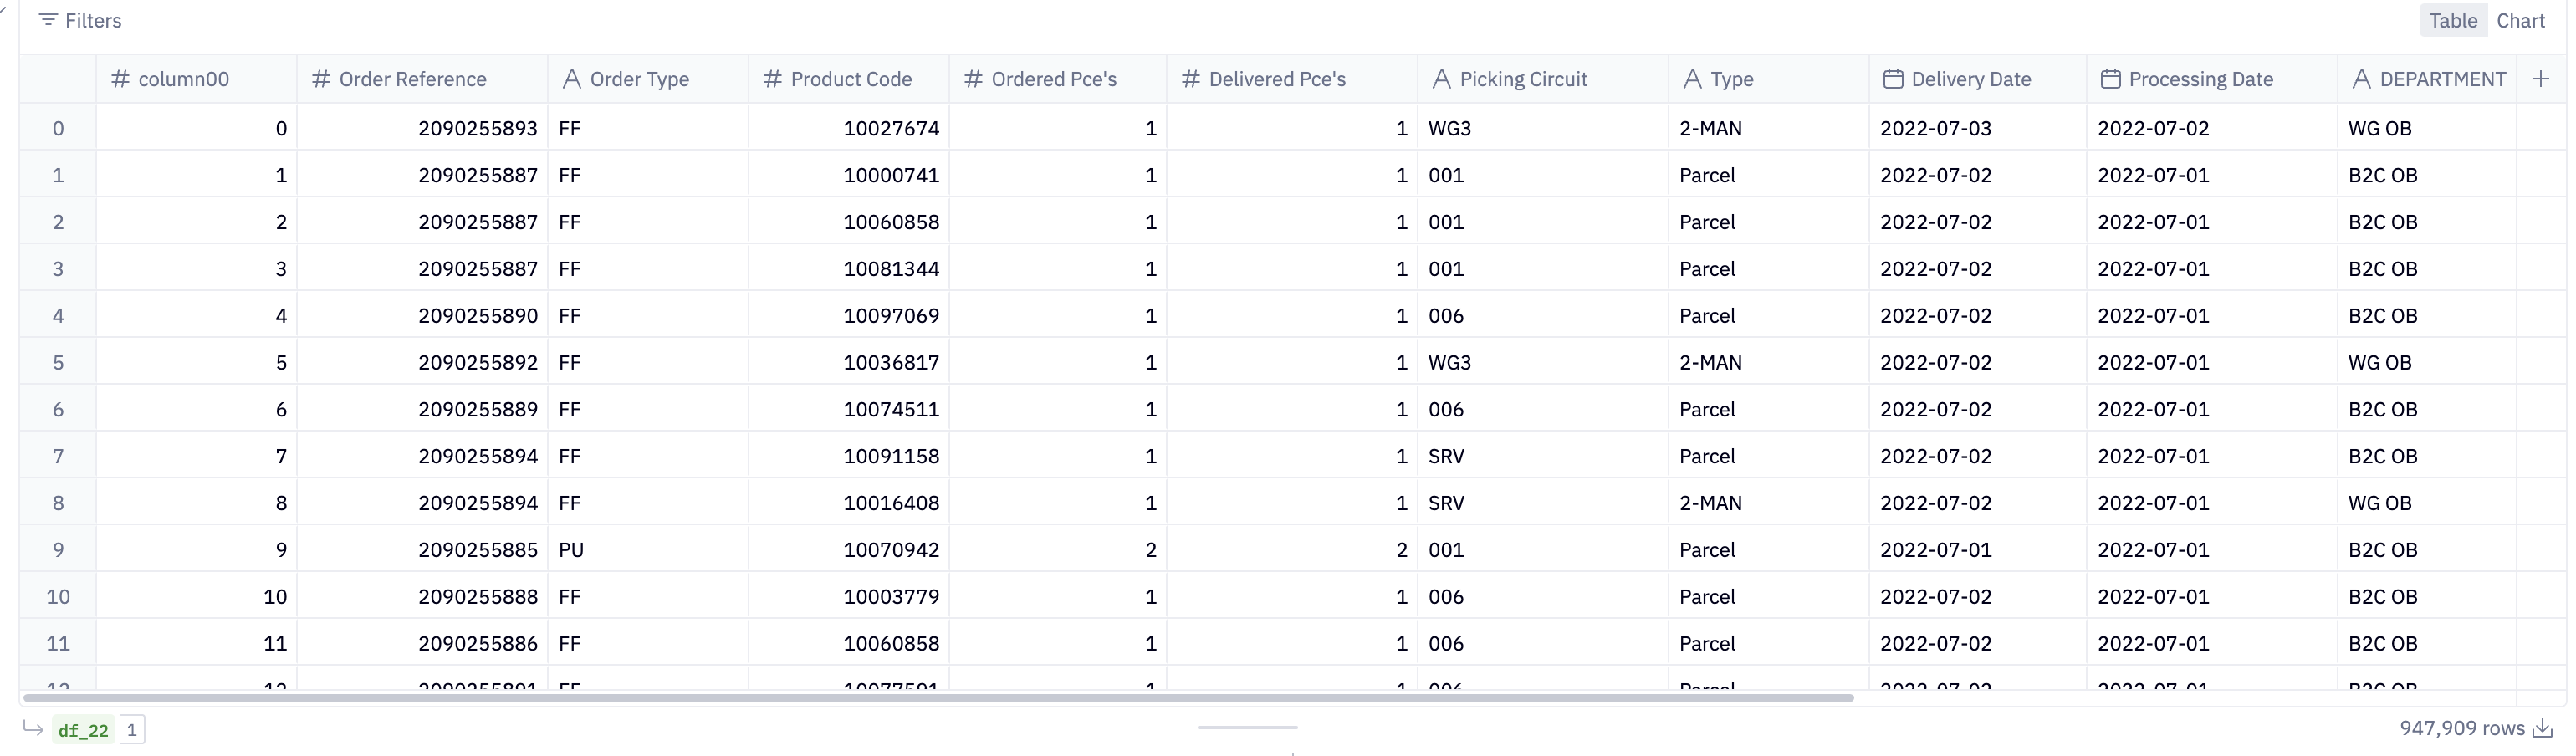 Filters Table Chart
column00 Order Reference Order Type Product Code Ordered Pce's Delivered Pce's Picking Circuit Type Delivery Date Processing Date DEPARTMENT
0 0 2090255893 FF 10027674 1 1 WG3 2-MAN 2022-07-03 2022-07-02 WG OB
1 1 2090255887 FF 10000741 1 1 001 Parcel 2022-07-02 2022-07-01 B2C OB
2 2 2090255887 FF 10060858 1 1 001 Parcel 2022-07-02 2022-07-01 B2C OB
3 3 2090255887 FF 10081344 1 1 001 Parcel 2022-07-02 2022-07-01 B2C OB
4 4 2090255890 FF 10097069 1 1 006 Parcel 2022-07-02 2022-07-01 B2C OB
5 5 2090255892 FF 10036817 1 1 WG3 2-MAN 2022-07-02 2022-07-01 WG OB
6 6 2090255889 FF 10074511 1 1 006 Parcel 2022-07-02 2022-07-01 B2C OB
7 7 2090255894 FF 10091158 1 1 SRV Parcel 2022-07-02 2022-07-01 B2C OB
8 8 2090255894 FF 10016408 1 1 SRV 2-MAN 2022-07-02 2022-07-01 WG OB
9 9 2090255885 PU 10070942 2 2 001 Parcel 2022-07-01 2022-07-01 B2C OB
10 10 2090255888 FF 10003779 1 1 006 Parcel 2022-07-02 2022-07-01 B2C OB
11 11 2090255886 FF 10060858 1 1 006 Parcel 2022-07-02 2022-07-01 B2C OB
df_22 1 947,909 rows